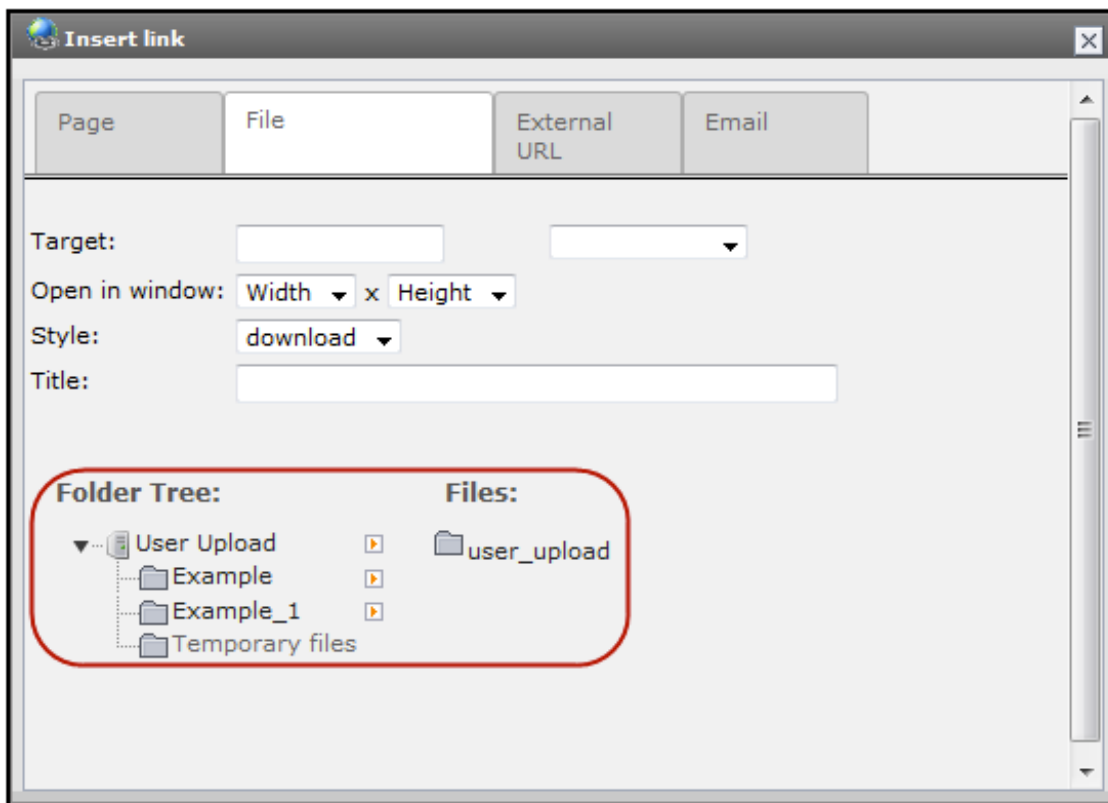 Insert link
Page File External Email
URL
Target:
Open in window: Width x Height
Style: download
Title:
Folder Tree: Files:
User Upload user_upload
Example
Example_1
Temporary files